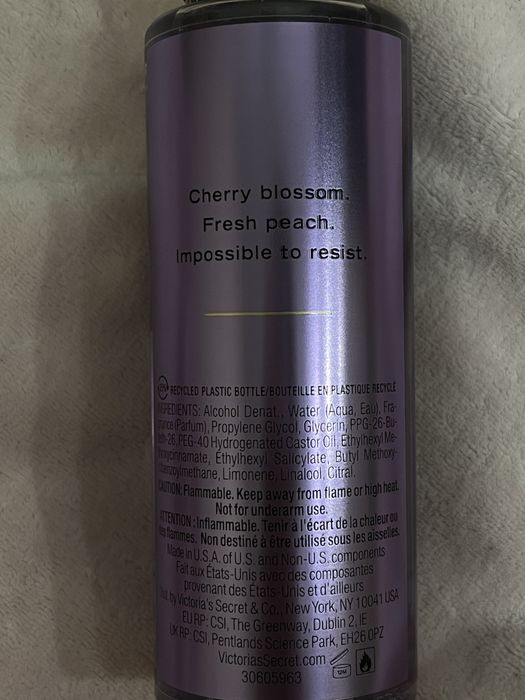 Cherry blossom.
Fresh peach.
Impossible to resist.
RECYCLED PLASTIC BOTTLE/BOUTEILLE EN PLASTIQUE RECYCLÉ
INGREDIENTS: Alcohol Denat., Water (Aqua, Eau), Fra-
grance (Parfum), Propylene Glycol, Glycerin, PPG-26-Bu-
teth-26, PEG-40 Hydrogenated Castor Oil, Ethylhexyl Me-
thoxycinnamate, Ethylhexyl Salicylate, Butyl Methoxy-
dibenzoylmethane, Limonene, Linalool, Citral.
CAUTION: Flammable. Keep away from flame or high heat.
Not for underarm use.
ATTENTION : Inflammable. Tenir à l'écart de la chaleur ou
des flammes. Non destiné à être utilisé sous les aisselles.
Made in U.S.A. of U.S. and Non-U.S. components
Fait aux États-Unis avec des composantes
provenant des États-Unis et d'ailleurs
Dist. by Victoria's Secret & Co., New York, NY 10041 USA
EU RP: CSI, The Greenway, Dublin 2, IE
UK RP: CSI, Pentlands Science Park, EH26 0PZ
VictoriasSecret.com 12M
30605963